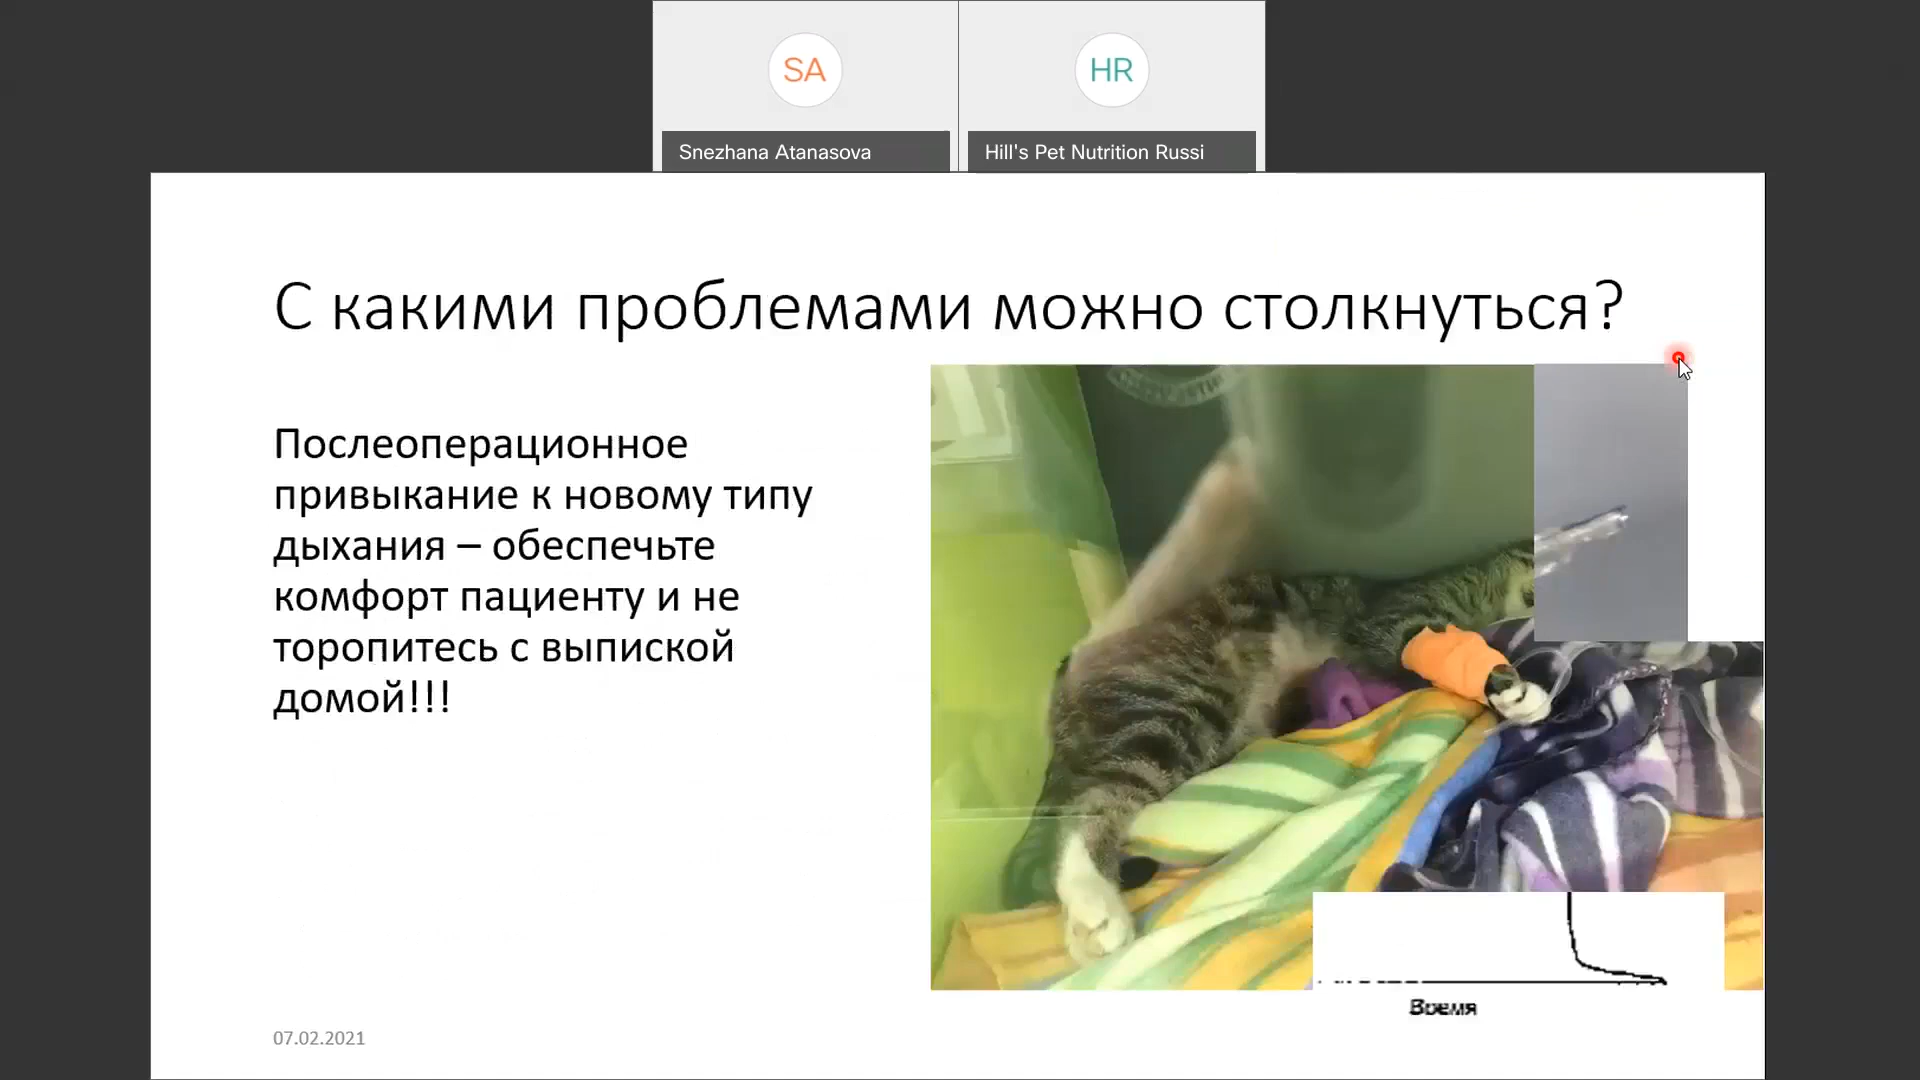 SA
HR
Snezhana Atanasova
Hill's Pet Nutrition Russi
С какими проблемами можно столкнуться?
Послеоперационное
привыкание к новому типу
дыхания – обеспечьте
комфорт пациенту и не
торопитесь с выпиской
домой!!!
Время
07.02.2021